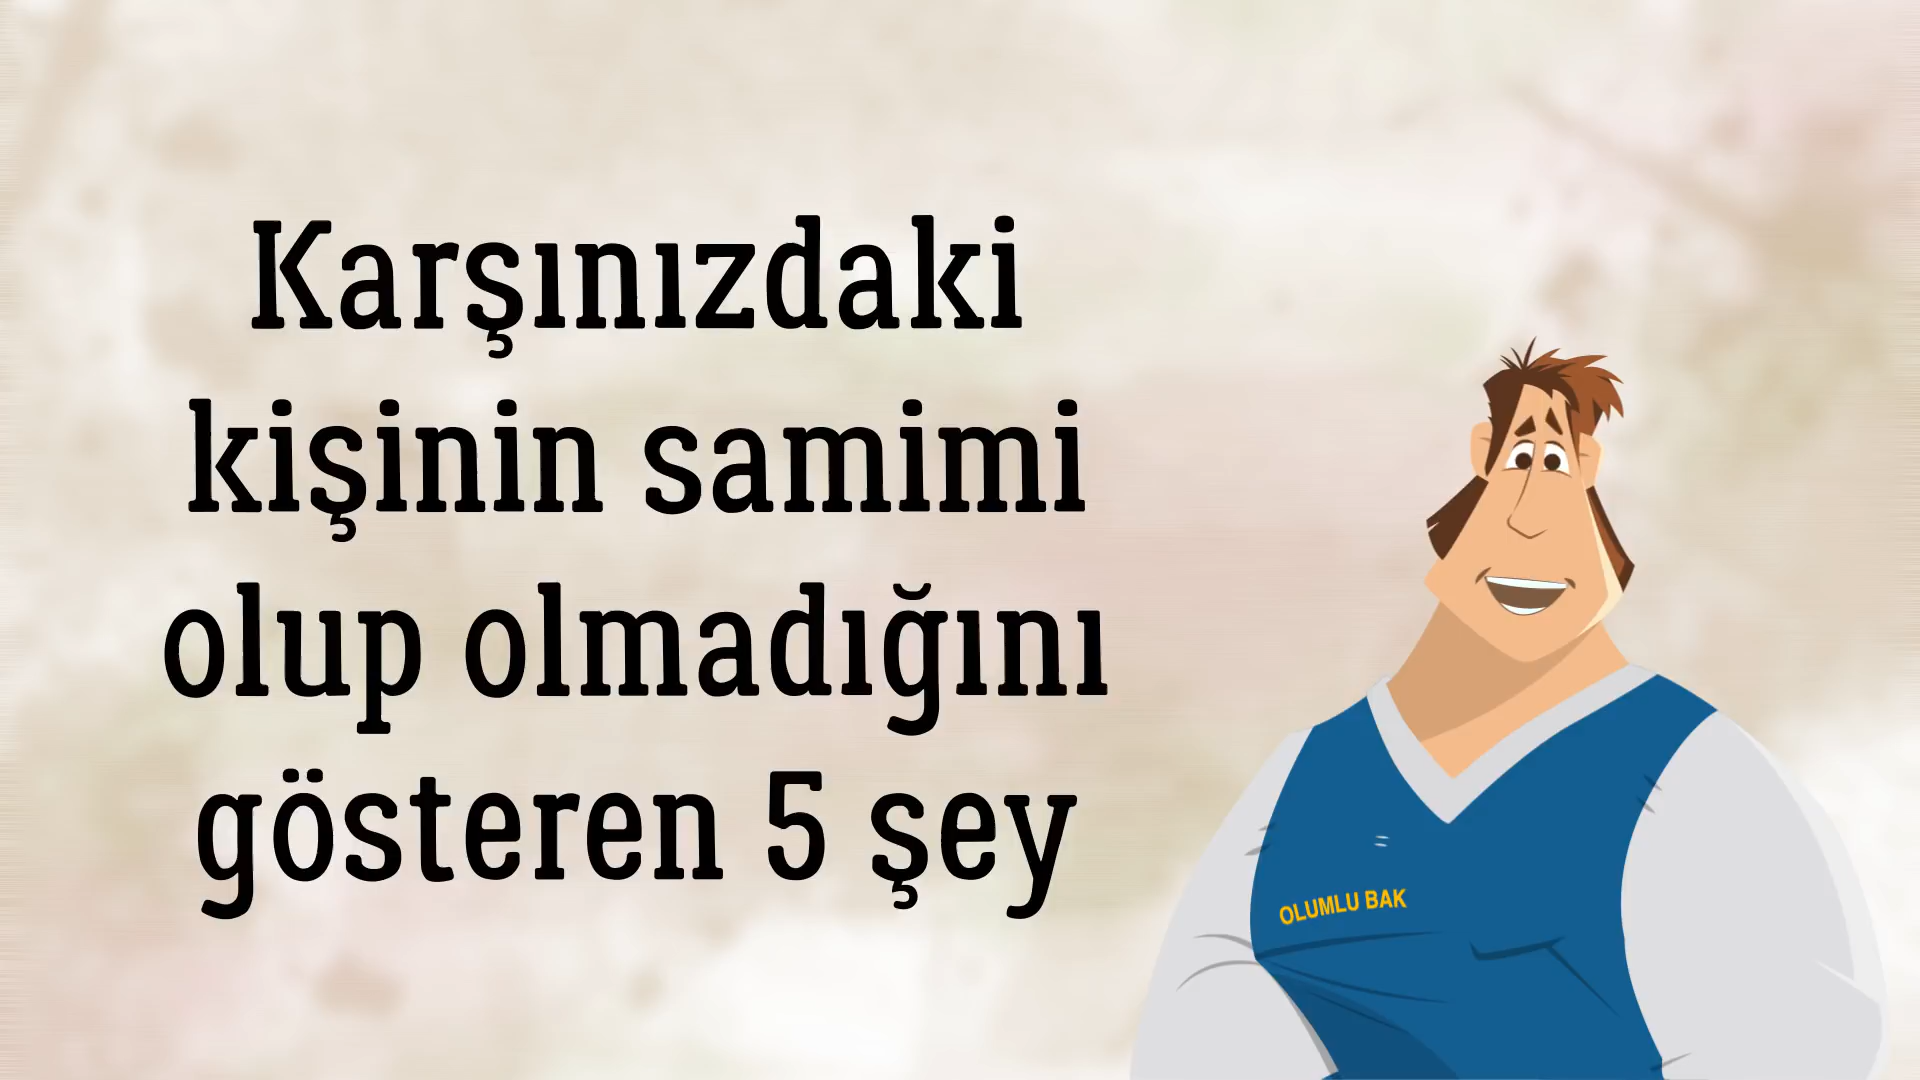 Karşınızdaki
kişinin samimi
olup olmadığını
gösteren 5 şey
OLUMLU BAK